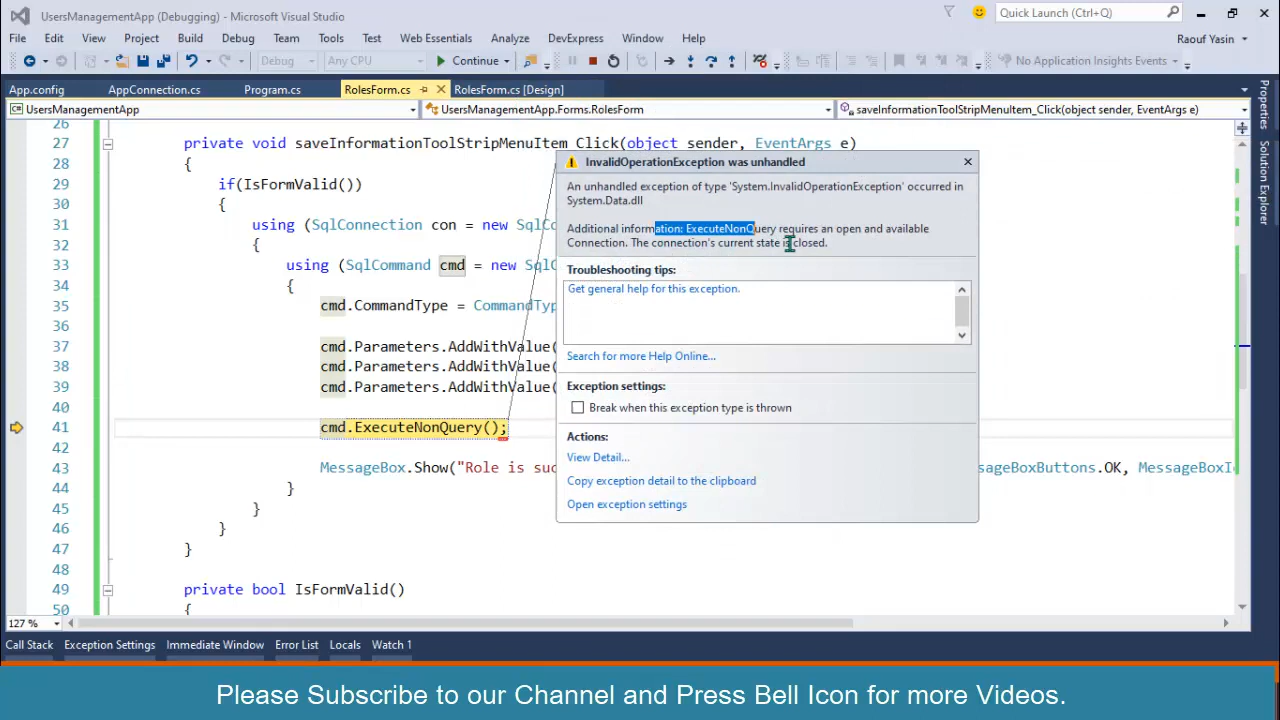 UsersManagementApp (Debugging) - Microsoft Visual Studio
Quick Launch (Ctrl+Q)
File Edit View Project Build Debug Team Tools Test Web Essentials Analyze DevExpress Window Help
Raouf Yasin
Debug Any CPU Continue No Application Insights Events
App.config AppConnection.cs Program.cs RolesForm.cs RolesForm.cs [Design]
UsersManagementApp UsersManagementApp.Forms.RolesForm saveInformationToolStripMenuItem_Click(object sender, EventArgs e)
Properties
Solution Explorer
26
27 private void saveInformationToolStripMenuItem_Click(object sender, EventArgs e)
28 {
29 if(IsFormValid())
30 {
31 using (SqlConnection con = new SqlCo
32 {
33 using (SqlCommand cmd = new SqlC
34 {
35 cmd.CommandType = CommandTyp
36
37 cmd.Parameters.AddWithValue(
38 cmd.Parameters.AddWithValue(
39 cmd.Parameters.AddWithValue(
40
41 cmd.ExecuteNonQuery();
42
43 MessageBox.Show("Role is suc sageBoxButtons.OK, MessageBoxIc
44 }
45 }
46 }
47 }
48
49 private bool IsFormValid()
50 {
InvalidOperationException was unhandled
An unhandled exception of type 'System.InvalidOperationException' occurred in
System.Data.dll
Additional information: ExecuteNonQuery requires an open and available
Connection. The connection's current state is closed.
Troubleshooting tips:
Get general help for this exception.
Search for more Help Online...
Exception settings:
Break when this exception type is thrown
Actions:
View Detail...
Copy exception detail to the clipboard
Open exception settings
127 %
Call Stack Exception Settings Immediate Window Error List Locals Watch 1
Please Subscribe to our Channel and Press Bell Icon for more Videos.